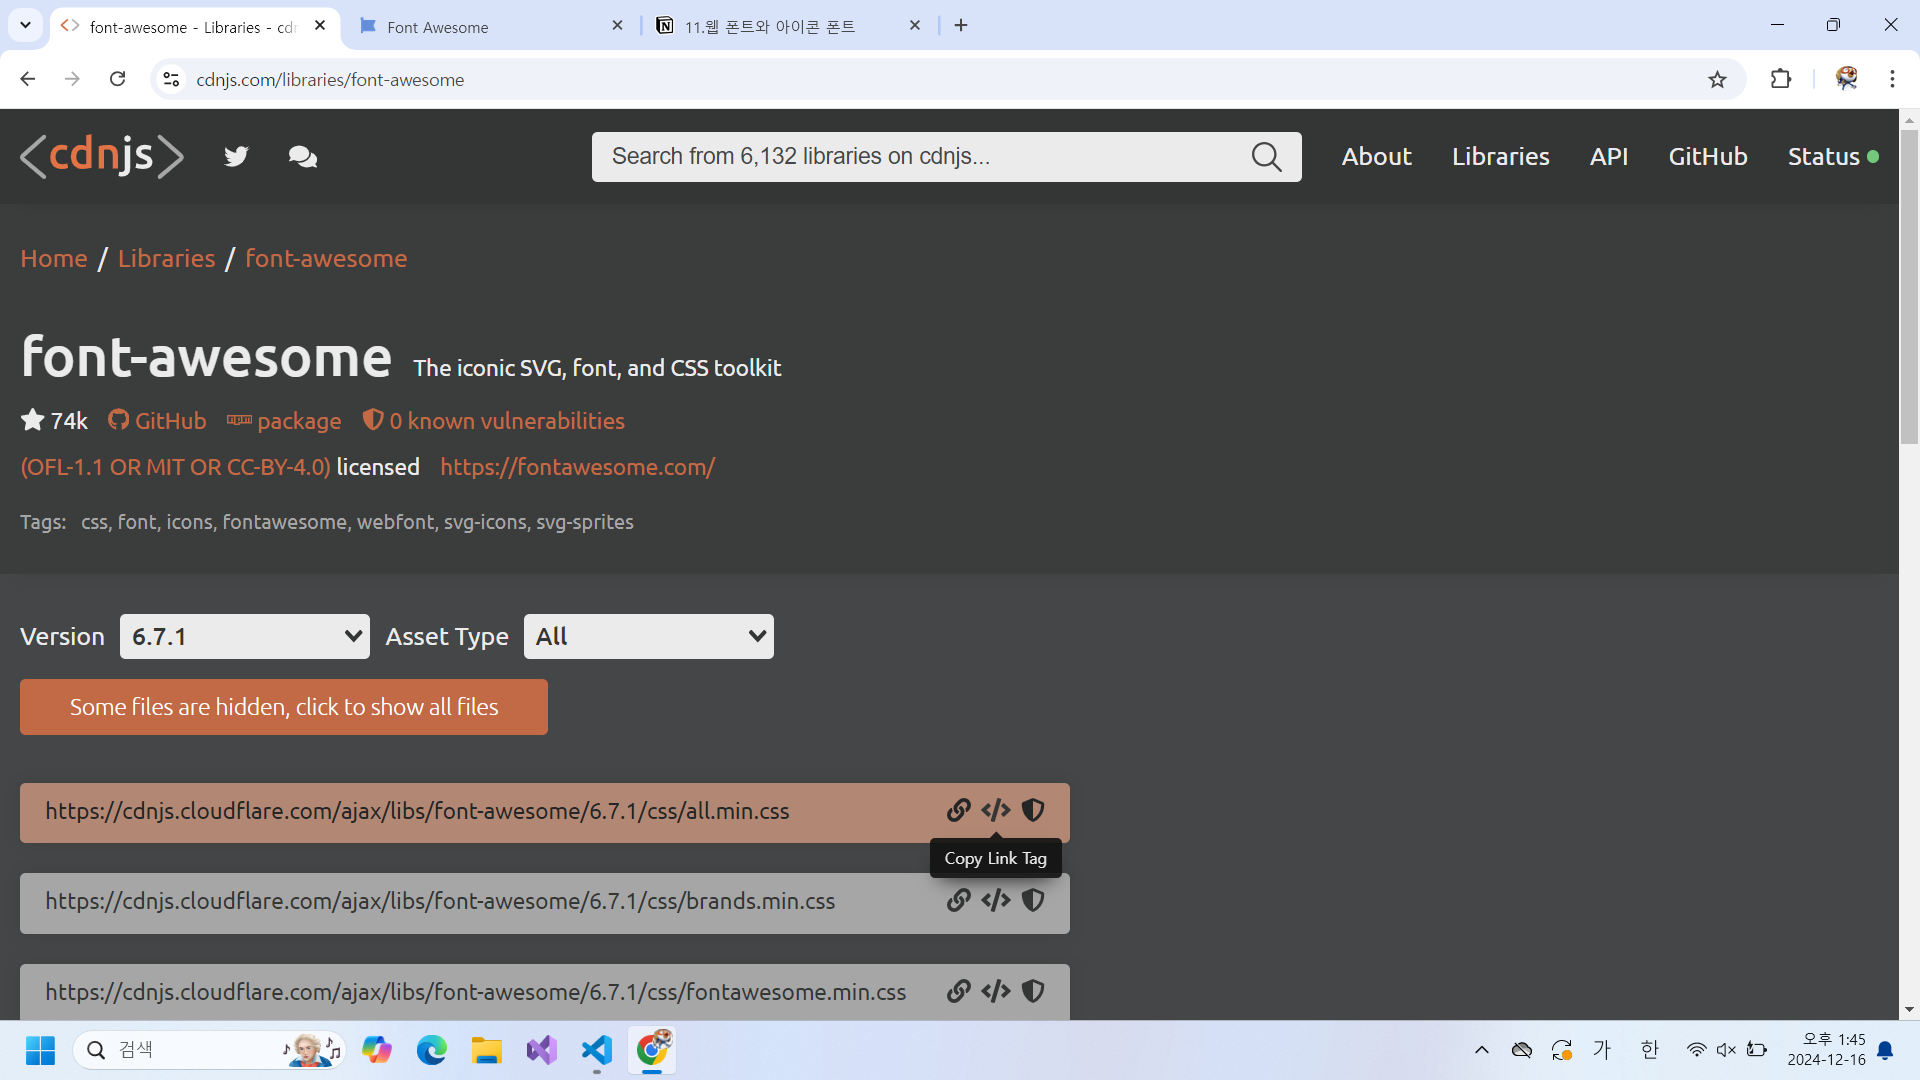 font-awesome - Libraries - cdn
Font Awesome
11.웹 폰트와 아이콘 폰트
cdnjs.com/libraries/font-awesome
<cdnjs>
Search from 6,132 libraries on cdnjs...
About
Libraries
API
GitHub
Status
Home / Libraries / font-awesome
font-awesome The iconic SVG, font, and CSS toolkit
74k GitHub package 0 known vulnerabilities
(OFL-1.1 OR MIT OR CC-BY-4.0) licensed https://fontawesome.com/
Tags: css, font, icons, fontawesome, webfont, svg-icons, svg-sprites
Version 6.7.1 Asset Type All
Some files are hidden, click to show all files
https://cdnjs.cloudflare.com/ajax/libs/font-awesome/6.7.1/css/all.min.css
Copy Link Tag
https://cdnjs.cloudflare.com/ajax/libs/font-awesome/6.7.1/css/brands.min.css
https://cdnjs.cloudflare.com/ajax/libs/font-awesome/6.7.1/css/fontawesome.min.css
검색
가
한
오후 1:45
2024-12-16